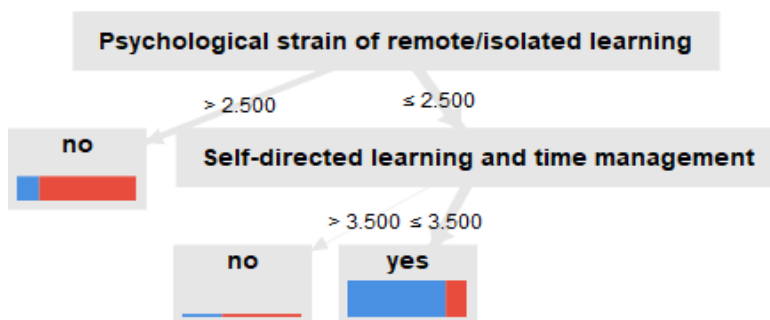 Psychological strain of remote/isolated learning
> 2.500 ≤ 2.500
no
Self-directed learning and time management
> 3.500 ≤ 3.500
no yes